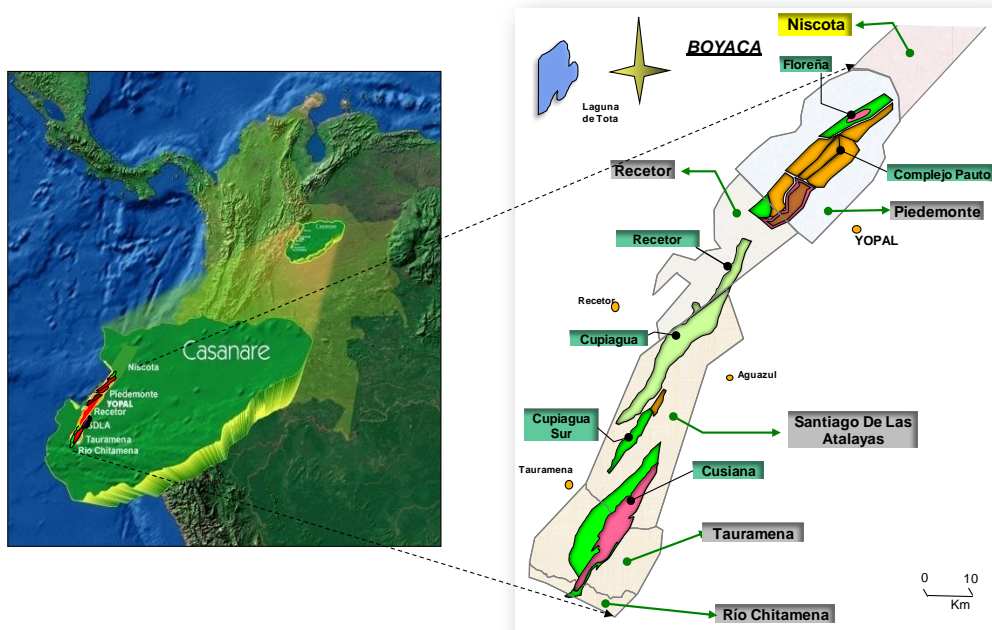 Casanare
Casanare
Niscota
Piedemonte
YOPAL
Recetor
SDLA
Tauramena
Río Chitamena
Niscota
BOYACA
Floreña
Laguna
de Tota
Recetor
Complejo Pauto
Piedemonte
YOPAL
Recetor
Recetor
Cupiagua
Aguazul
Cupiagua
Sur
Santiago De Las
Atalayas
Tauramena
Cusiana
Tauramena
0 10
Km
Río Chitamena